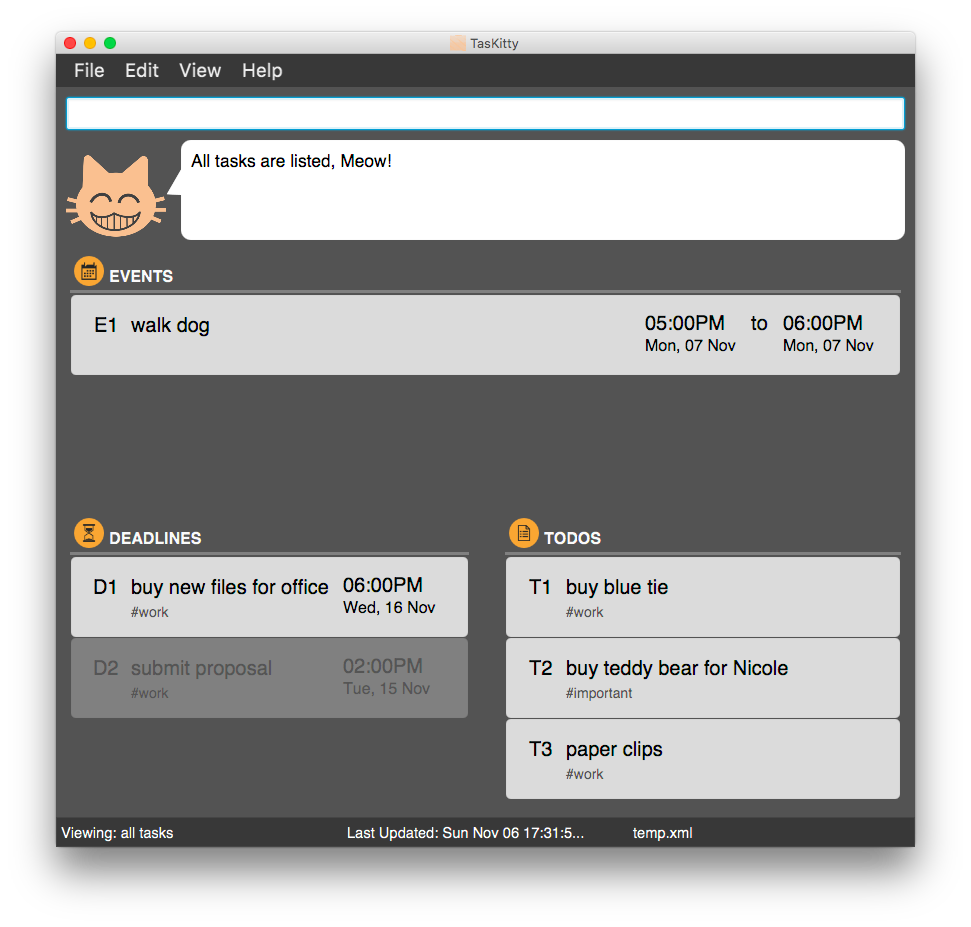 TasKitty
File Edit View Help
All tasks are listed, Meow!
EVENTS
E1 walk dog 05:00PM to 06:00PM
Mon, 07 Nov Mon, 07 Nov
DEADLINES
D1 buy new files for office 06:00PM
#work Wed, 16 Nov
D2 submit proposal 02:00PM
#work Tue, 15 Nov
TODOS
T1 buy blue tie
#work
T2 buy teddy bear for Nicole
#important
T3 paper clips
#work
Viewing: all tasks Last Updated: Sun Nov 06 17:31:5... temp.xml